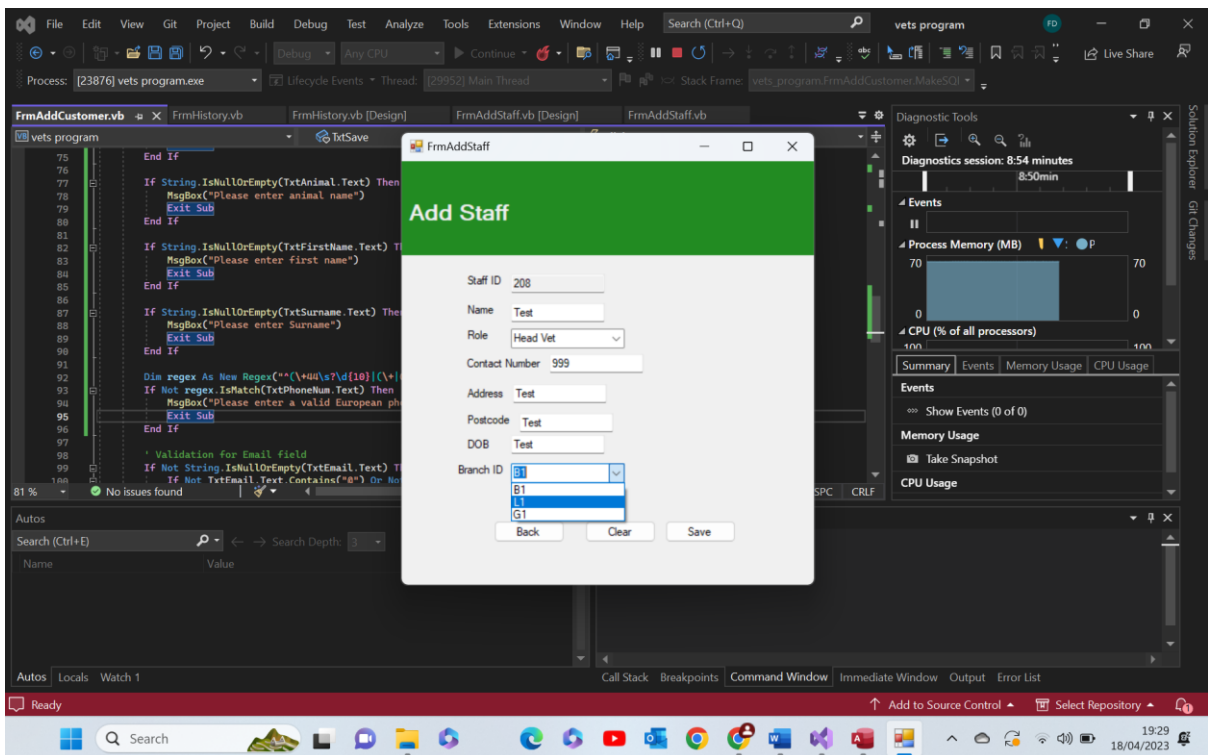 File Edit View Git Project Build Debug Test Analyze Tools Extensions Window Help Search (Ctrl+Q) vets program FD
Debug Any CPU Continue Live Share
Process: [23876] vets program.exe Lifecycle Events Thread: [29952] Main Thread Stack Frame: vets_program.FrmAddCustomer.MakeSQl
FrmAddCustomer.vb FrmHistory.vb FrmHistory.vb [Design] FrmAddStaff.vb [Design] FrmAddStaff.vb
vets program TxtSave
75 End If
76
77 If String.IsNullOrEmpty(TxtAnimal.Text) Then
78 MsgBox("Please enter animal name")
79 Exit Sub
80 End If
81
82 If String.IsNullOrEmpty(TxtFirstName.Text)
83 MsgBox("Please enter first name")
84 Exit Sub
85 End If
86
87 If String.IsNullOrEmpty(TxtSurname.Text)
88 MsgBox("Please enter Surname")
89 Exit Sub
90 End If
91
92 Dim regex As New Regex("^(\+44\s?\d{10}|(\+
93 If Not regex.IsMatch(TxtPhoneNum.Text) Then
94 MsgBox("Please enter a valid European
95 Exit Sub
96 End If
97
98 ' Validation for Email field
99 If Not String.IsNullOrEmpty(TxtEmail.Text)
100 If Not TxtEmail.Text.Contains("@") Or
81 % No issues found SPC CRLF
FrmAddStaff
Add Staff
Staff ID 208
Name Test
Role Head Vet
Contact Number 999
Address Test
Postcode Test
DOB Test
Branch ID B1
B1
L1
G1
Back Clear Save
Diagnostic Tools
Diagnostics session: 8:54 minutes
8:50min
Events
Process Memory (MB) P
70 70
0 0
CPU (% of all processors)
100 100
Summary Events Memory Usage CPU Usage
Events
Show Events (0 of 0)
Memory Usage
Take Snapshot
CPU Usage
Solution Explorer
Git Changes
Autos
Search (Ctrl+E) Search Depth: 3
Name Value
Autos Locals Watch 1
Call Stack Breakpoints Command Window Immediate Window Output Error List
Ready Add to Source Control Select Repository
Search
19:29
18/04/2023